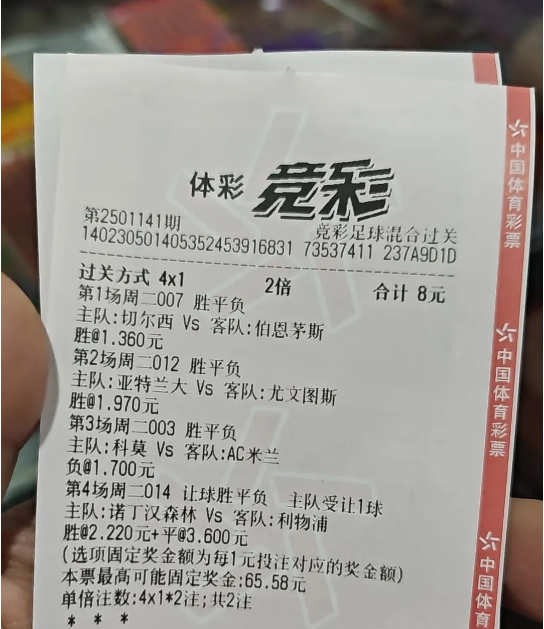 体彩 竞彩
第2501141期 竞彩足球混合过关
14023050140535245391683​1 73537411 237A9D1D
过关方式 4x1 2倍 合计 8元
第1场周二007 胜平负
主队:切尔西 Vs 客队:伯恩茅斯
胜@1.360元
第2场周二012 胜平负
主队:亚特兰大 Vs 客队:尤文图斯
胜@1.970元
第3场周二003 胜平负
主队:科莫 Vs 客队:AC米兰
负@1.700元
第4场周二014 让球胜平负 主队受让1球
主队:诺丁汉森林 Vs 客队:利物浦
胜@2.220元+平@3.600元
(选项固定奖金额为每1元投注对应的奖金额)
本票最高可能固定奖金:65.58元
单倍注数:4x1*2注;共2注
* * *
中国体育彩票
中国体育彩票
中国体育